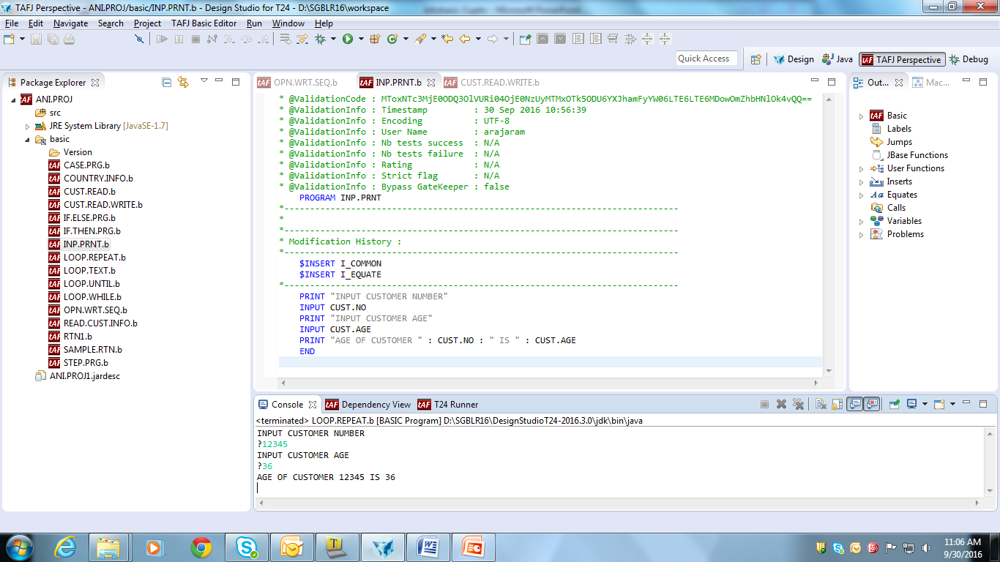 TAFJ Perspective - ANI.PROJ/basic/INP.PRNT.b - Design Studio for T24 - D:\SGBLR16\workspace
File Edit Navigate Search Project TAFJ Basic Editor Run Window Help
Quick Access
Design Java TAFJ Perspective Debug
Package Explorer
ANI.PROJ
src
JRE System Library [JavaSE-1.7]
basic
Version
CASE.PRG.b
COUNTRY.INFO.b
CUST.READ.b
CUST.READ.WRITE.b
IF.ELSE.PRG.b
IF.THEN.PRG.b
INP.PRNT.b
LOOP.REPEAT.b
LOOP.TEXT.b
LOOP.UNTIL.b
LOOP.WHILE.b
OPN.WRT.SEQ.b
READ.CUST.INFO.b
RTN1.b
SAMPLE.RTN.b
STEP.PRG.b
ANI.PROJ1.jardesc
OPN.WRT.SEQ.b INP.PRNT.b CUST.READ.WRITE.b
* @ValidationCode : MToxNTc3MjE0ODQ3OlVURi04OjE0NzUyMTMxOTk5ODU6YXJhamFyYW06LTE6LTE6MDowOmZhbHNlOk4vQQ==
* @ValidationInfo : Timestamp : 30 Sep 2016 10:56:39
* @ValidationInfo : Encoding : UTF-8
* @ValidationInfo : User Name : arajaram
* @ValidationInfo : Nb tests success : N/A
* @ValidationInfo : Nb tests failure : N/A
* @ValidationInfo : Rating : N/A
* @ValidationInfo : Strict flag : N/A
* @ValidationInfo : Bypass GateKeeper : false
PROGRAM INP.PRNT
*-----------------------------------------------------------------------------
*
*-----------------------------------------------------------------------------
* Modification History :
*-----------------------------------------------------------------------------
$INSERT I_COMMON
$INSERT I_EQUATE
*-----------------------------------------------------------------------------
PRINT "INPUT CUSTOMER NUMBER"
INPUT CUST.NO
PRINT "INPUT CUSTOMER AGE"
INPUT CUST.AGE
PRINT "AGE OF CUSTOMER " : CUST.NO : " IS " : CUST.AGE
END
Out... Mac...
Basic
Labels
Jumps
JBase Functions
User Functions
Inserts
Equates
Calls
Variables
Problems
Console Dependency View T24 Runner
<terminated> LOOP.REPEAT.b [BASIC Program] D:\SGBLR16\DesignStudioT24-2016.3.0\jdk\bin\java
INPUT CUSTOMER NUMBER
?12345
INPUT CUSTOMER AGE
?36
AGE OF CUSTOMER 12345 IS 36
11:06 AM
9/30/2016